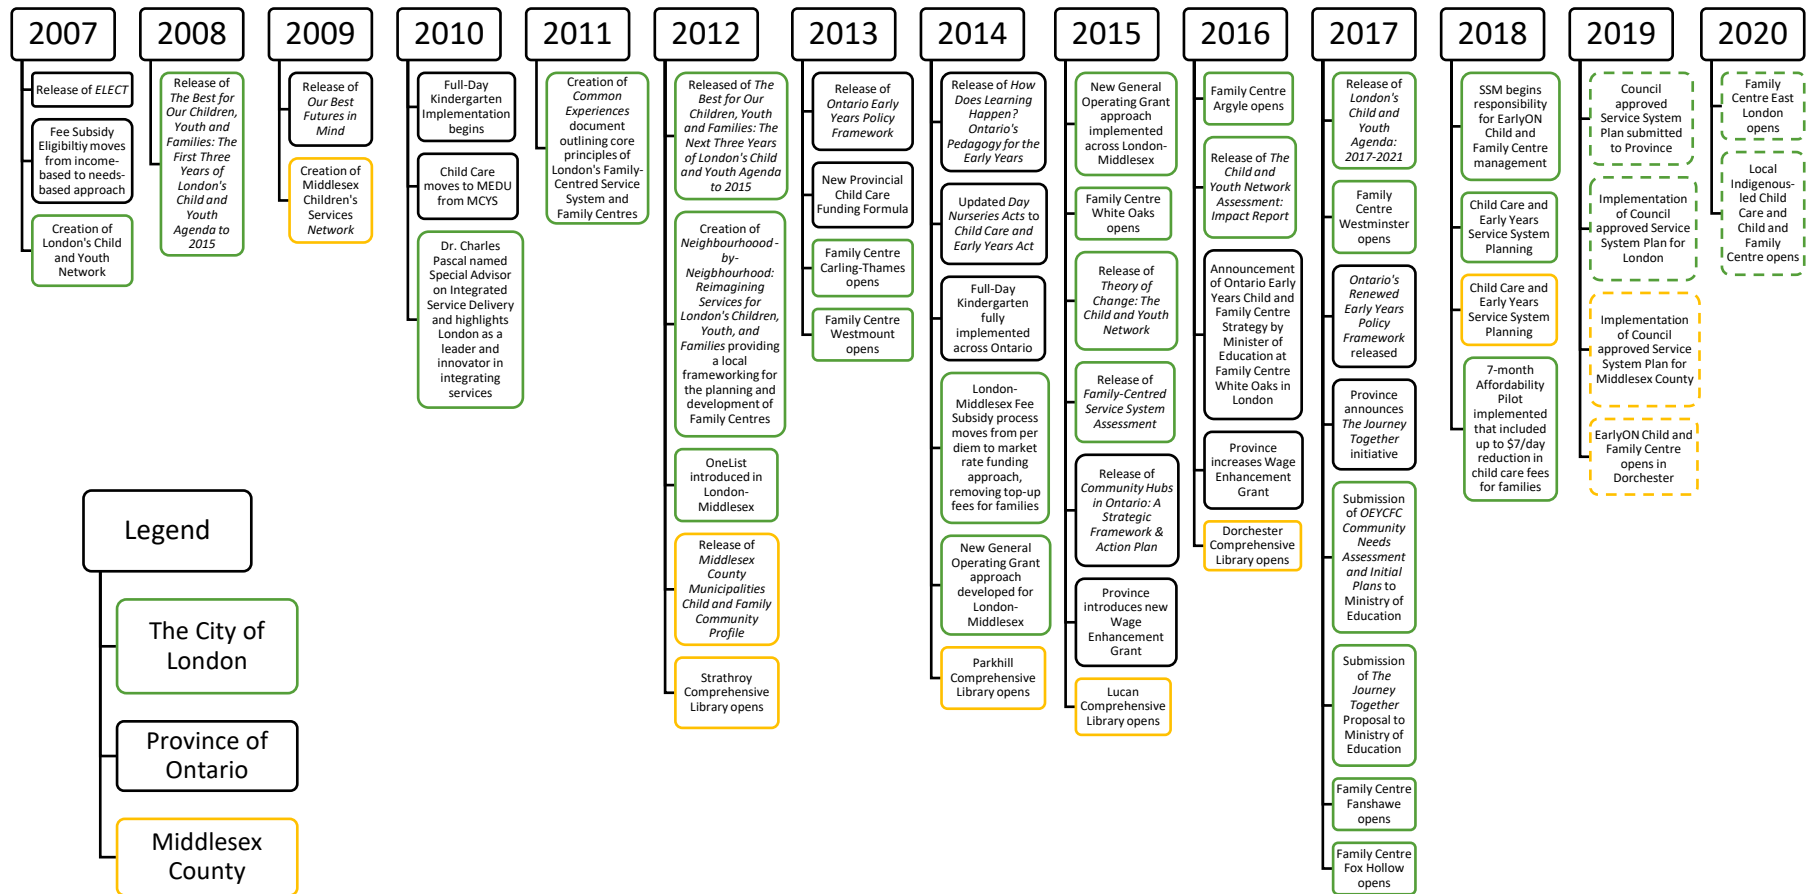 2007
Release of ELECT
Fee Subsidy
Eligibiltiy moves
from income-
based to needs-
based approach
Creation of
London's Child
and Youth
Network
2008
Release of
The Best for
Our Children,
Youth and
Families: The
First Three
Years of
London's
Child and
Youth
Agenda to
2015
2009
Release of
Our Best
Futures in
Mind
Creation of
Middlesex
Children's
Services
Network
2010
Full-Day
Kindergarten
Implementation
begins
Child Care
moves to MEDU
from MCYS
Dr. Charles
Pascal named
Special Advisor
on Integrated
Service Delivery
and highlights
London as a
leader and
innovator in
integrating
services
2011
Creation of
Common
Experiences
document
outlining core
principles of
London's Family-
Centred Service
System and
Family Centres
2012
Released of The
Best for Our
Children, Youth
and Families: The
Next Three Years
of London's Child
and Youth Agenda
to 2015
Creation of
Neighbourhoood-
by-
Neigbhourhood:
Reimagining
Services for
London's Children,
Youth, and
Families providing
a local
frameworking for
the planning and
development of
Family Centres
OneList
introduced in
London-
Middlesex
Release of
Middlesex
County
Municipalities
Child and Family
Community
Profile
Strathroy
Comprehensive
Library opens
2013
Release of
Ontario Early
Years Policy
Framework
New Provincial
Child Care
Funding Formula
Family Centre
Carling-Thames
opens
Family Centre
Westmount
opens
2014
Release of How
Does Learning
Happen?
Ontario's
Pedagogy for
the Early Years
Updated Day
Nurseries Acts to
Child Care and
Early Years Act
Full-Day
Kindergarten
fully
implemented
across Ontario
London-
Middlesex Fee
Subsidy process
moves from per
diem to market
rate funding
approach,
removing top-up
fees for families
New General
Operating Grant
approach
developed for
London-
Middlesex
Parkhill
Comprehensive
Library opens
2015
New General
Operating Grant
approach
implemented
across London-
Middlesex
Family Centre
White Oaks
opens
Release of
Theory of
Change: The
Child and Youth
Network
Release of
Family-Centred
Service System
Assessment
Release of
Community Hubs
in Ontario: A
Strategic
Framework &
Action Plan
Province
introduces new
Wage
Enhancement
Grant
Lucan
Comprehensive
Library opens
2016
Family Centre
Argyle opens
Release of The
Child and
Youth Network
Assessment:
Impact Report
Announcement
of Ontario Early
Years Child and
Family Centre
Strategy by
Minister of
Education at
Family Centre
White Oaks in
London
Province
increases Wage
Enhancement
Grant
Dorchester
Comprehensive
Library opens
2017
Release of
London's
Child and
Youth
Agenda:
2017-2021
Family
Centre
Westminster
opens
Ontario's
Renewed
Early Years
Policy
Framework
released
Province
announces
The Journey
Together
initiative
Submission
of OEYCFC
Community
Needs
Assessment
and Initial
Plans to
Ministry of
Education
Submission
of The
Journey
Together
Proposal to
Ministry of
Education
Family Centre
Fanshawe
opens
Family Centre
Fox Hollow
opens
2018
SSM begins
responsibility
for EarlyON
Child and
Family Centre
management
Child Care and
Early Years
Service System
Planning
Child Care and
Early Years
Service System
Planning
7-month
Affordability
Pilot
implemented
that included
up to $7/day
reduction in
child care fees
for families
2019
Council
approved
Service System
Plan submitted
to Province
Implementation
of Council
approved Service
System Plan for
London
Implementation
of Council
approved Service
System Plan for
Middlesex County
EarlyON Child and
Family Centre
opens in
Dorchester
2020
Family
Centre East
London
opens
Local
Indigenous-
led Child
Care and
Child and
Family
Centre opens
Legend
The City of
London
Province of
Ontario
Middlesex
County